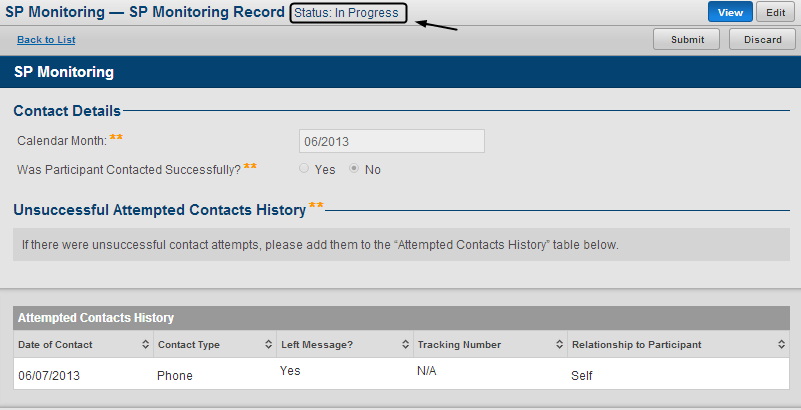 SP Monitoring — SP Monitoring Record Status: In Progress View Edit
Back to List Submit Discard
SP Monitoring
Contact Details
Calendar Month: ** 06/2013
Was Participant Contacted Successfully? ** Yes No
Unsuccessful Attempted Contacts History **
If there were unsuccessful contact attempts, please add them to the “Attempted Contacts History” table below.
Attempted Contacts History
Date of Contact Contact Type Left Message? Tracking Number Relationship to Participant
06/07/2013 Phone Yes N/A Self